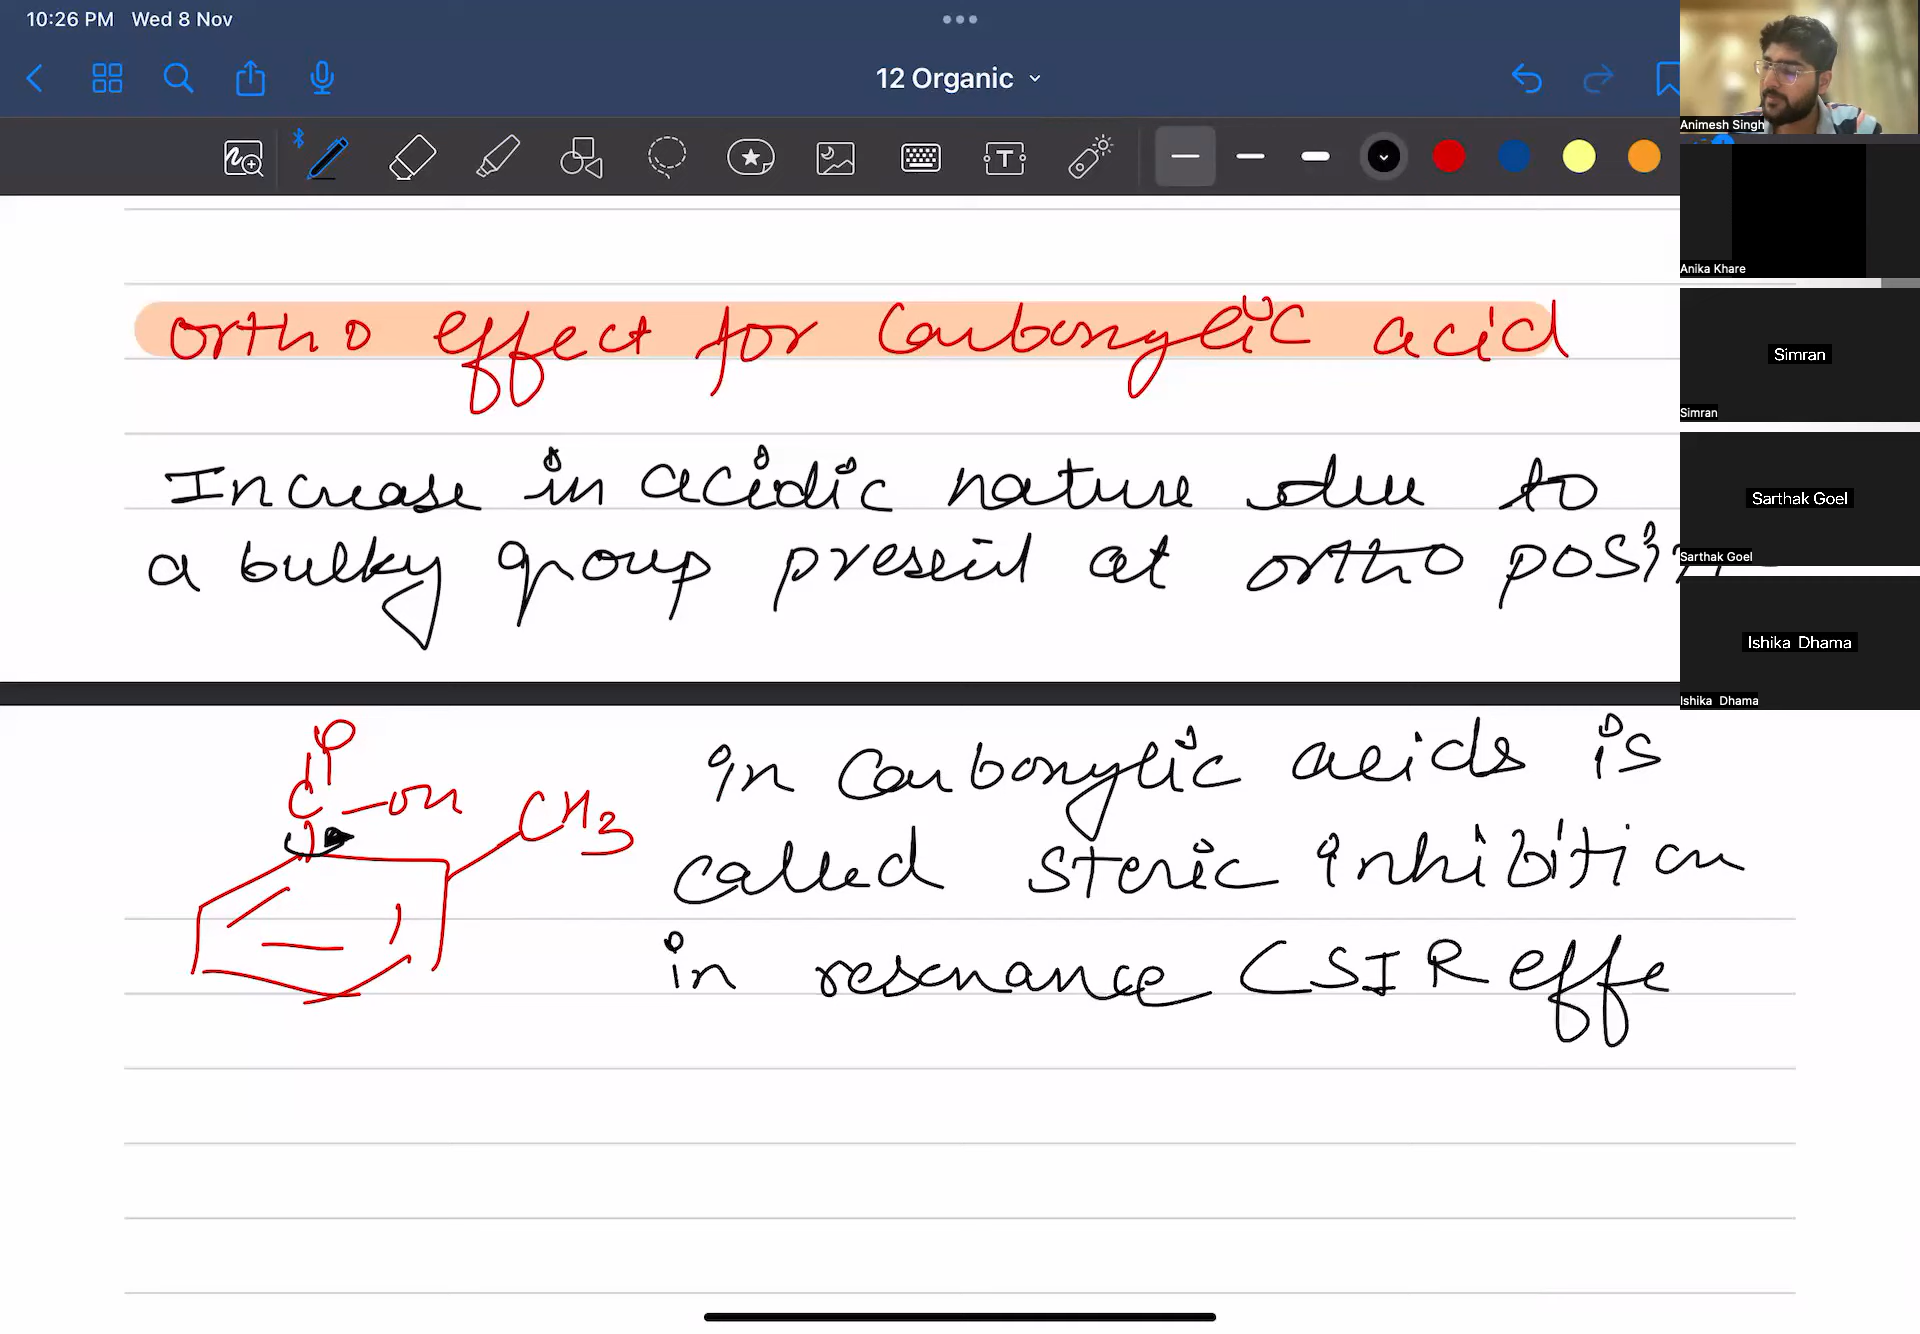 10:26 PM Wed 8 Nov
12 Organic
Animesh Singh
Anika Khare
Simran
Simran
Sarthak Goel
Sarthak Goel
Ishika Dhama
Ishika Dhama
Ortho effect for Carboxylic acid
Increase in acidic nature due to
a bulky group present at ortho
O
C - OH
CH3
in Carboxylic acids is
called steric inhibition
in resonance (SIR effe